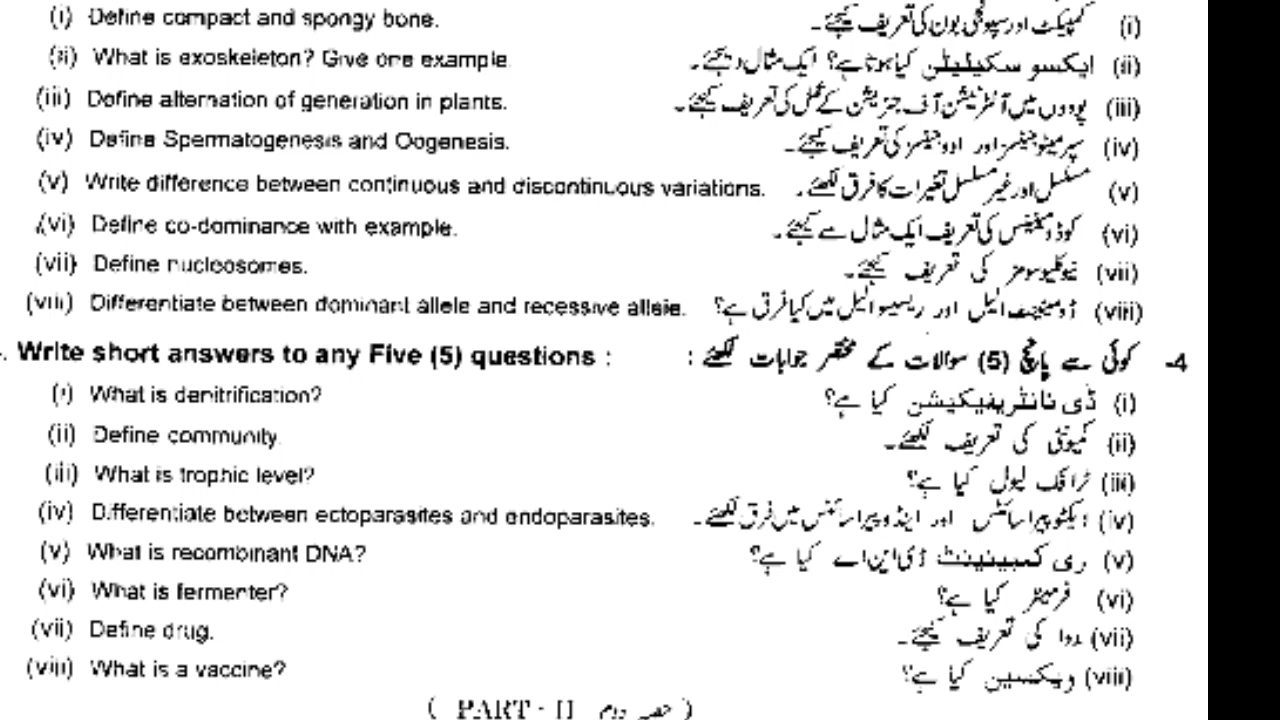 (i) Define compact and spongy bone. کمپیکٹ اور سپونجی بون کی تعریف کیجئے۔ (i)
(ii) What is exoskeleton? Give one example. ایکسو سکیلیٹن کیا ہوتا ہے؟ ایک مثال دیجئے۔ (ii)
(iii) Define alternation of generation in plants. پودوں میں آلٹرنیشن آف جنریشن کے عمل کی تعریف کیجئے۔ (iii)
(iv) Define Spermatogenesis and Oogenesis. سپرمیٹوجینیسز اور اووجینیسز کی تعریف کیجئے۔ (iv)
(v) Write difference between continuous and discontinuous variations. مسلسل اور غیر مسلسل تغیرات کا فرق لکھئے۔ (v)
(vi) Define co-dominance with example. کوڈومیننس کی تعریف ایک مثال سے کیجئے۔ (vi)
(vii) Define nucleosomes. نیوکلیوسومز کی تعریف کیجئے۔ (vii)
(viii) Differentiate between dominant allele and recessive allele. ڈومیننٹ الیل اور ریسیسو الیل میں کیا فرق ہے؟ (viii)
. Write short answers to any Five (5) questions : کوئی سے پانچ (5) سوالات کے مختصر جوابات لکھئے : -4
(i) What is denitrification? ڈی نائٹریفیکیشن کیا ہے؟ (i)
(ii) Define community. کمیونٹی کی تعریف لکھئے۔ (ii)
(iii) What is trophic level? ٹرافک لیول کیا ہے؟ (iii)
(iv) Differentiate between ectoparasites and endoparasites. ایکٹوپیراسائٹس اور اینڈوپیراسائٹس میں فرق لکھئے۔ (iv)
(v) What is recombinant DNA? ری کمبینینٹ ڈی این اے کیا ہے؟ (v)
(vi) What is fermenter? فرمینٹر کیا ہے؟ (vi)
(vii) Define drug. دوا کی تعریف کیجئے۔ (vii)
(viii) What is a vaccine? ویکسین کیا ہے؟ (viii)
( PART - II حصہ دوم )